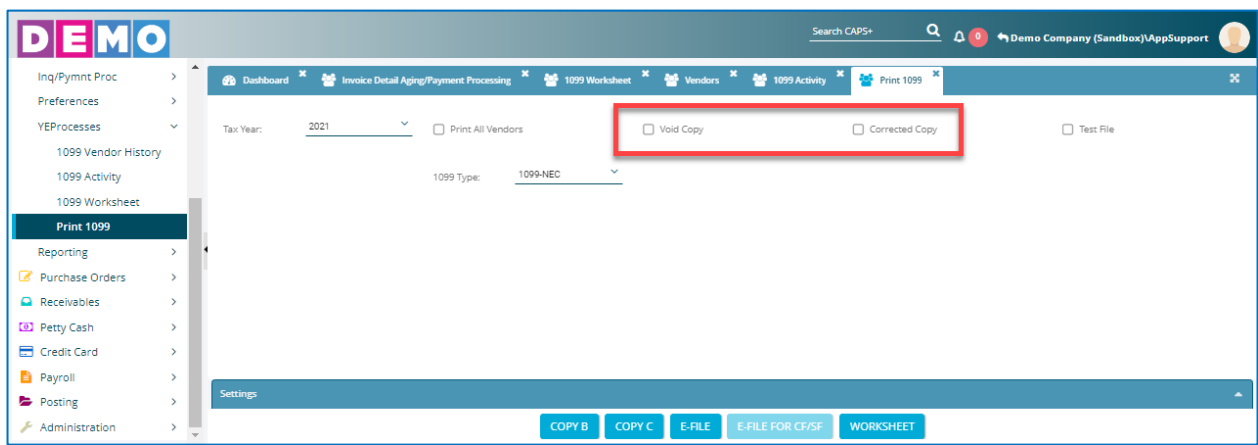 DEMO
Search CAPS+
0
Demo Company (Sandbox)\AppSupport
Inq/Pymnt Proc
Preferences
YEProcesses
1099 Vendor History
1099 Activity
1099 Worksheet
Print 1099
Reporting
Purchase Orders
Receivables
Petty Cash
Credit Card
Payroll
Posting
Administration
Dashboard Invoice Detail Aging/Payment Processing 1099 Worksheet Vendors 1099 Activity Print 1099
Tax Year: 2021 Print All Vendors Void Copy Corrected Copy Test File
1099 Type: 1099-NEC
Settings
COPY B COPY C E-FILE E-FILE FOR CF/SF WORKSHEET